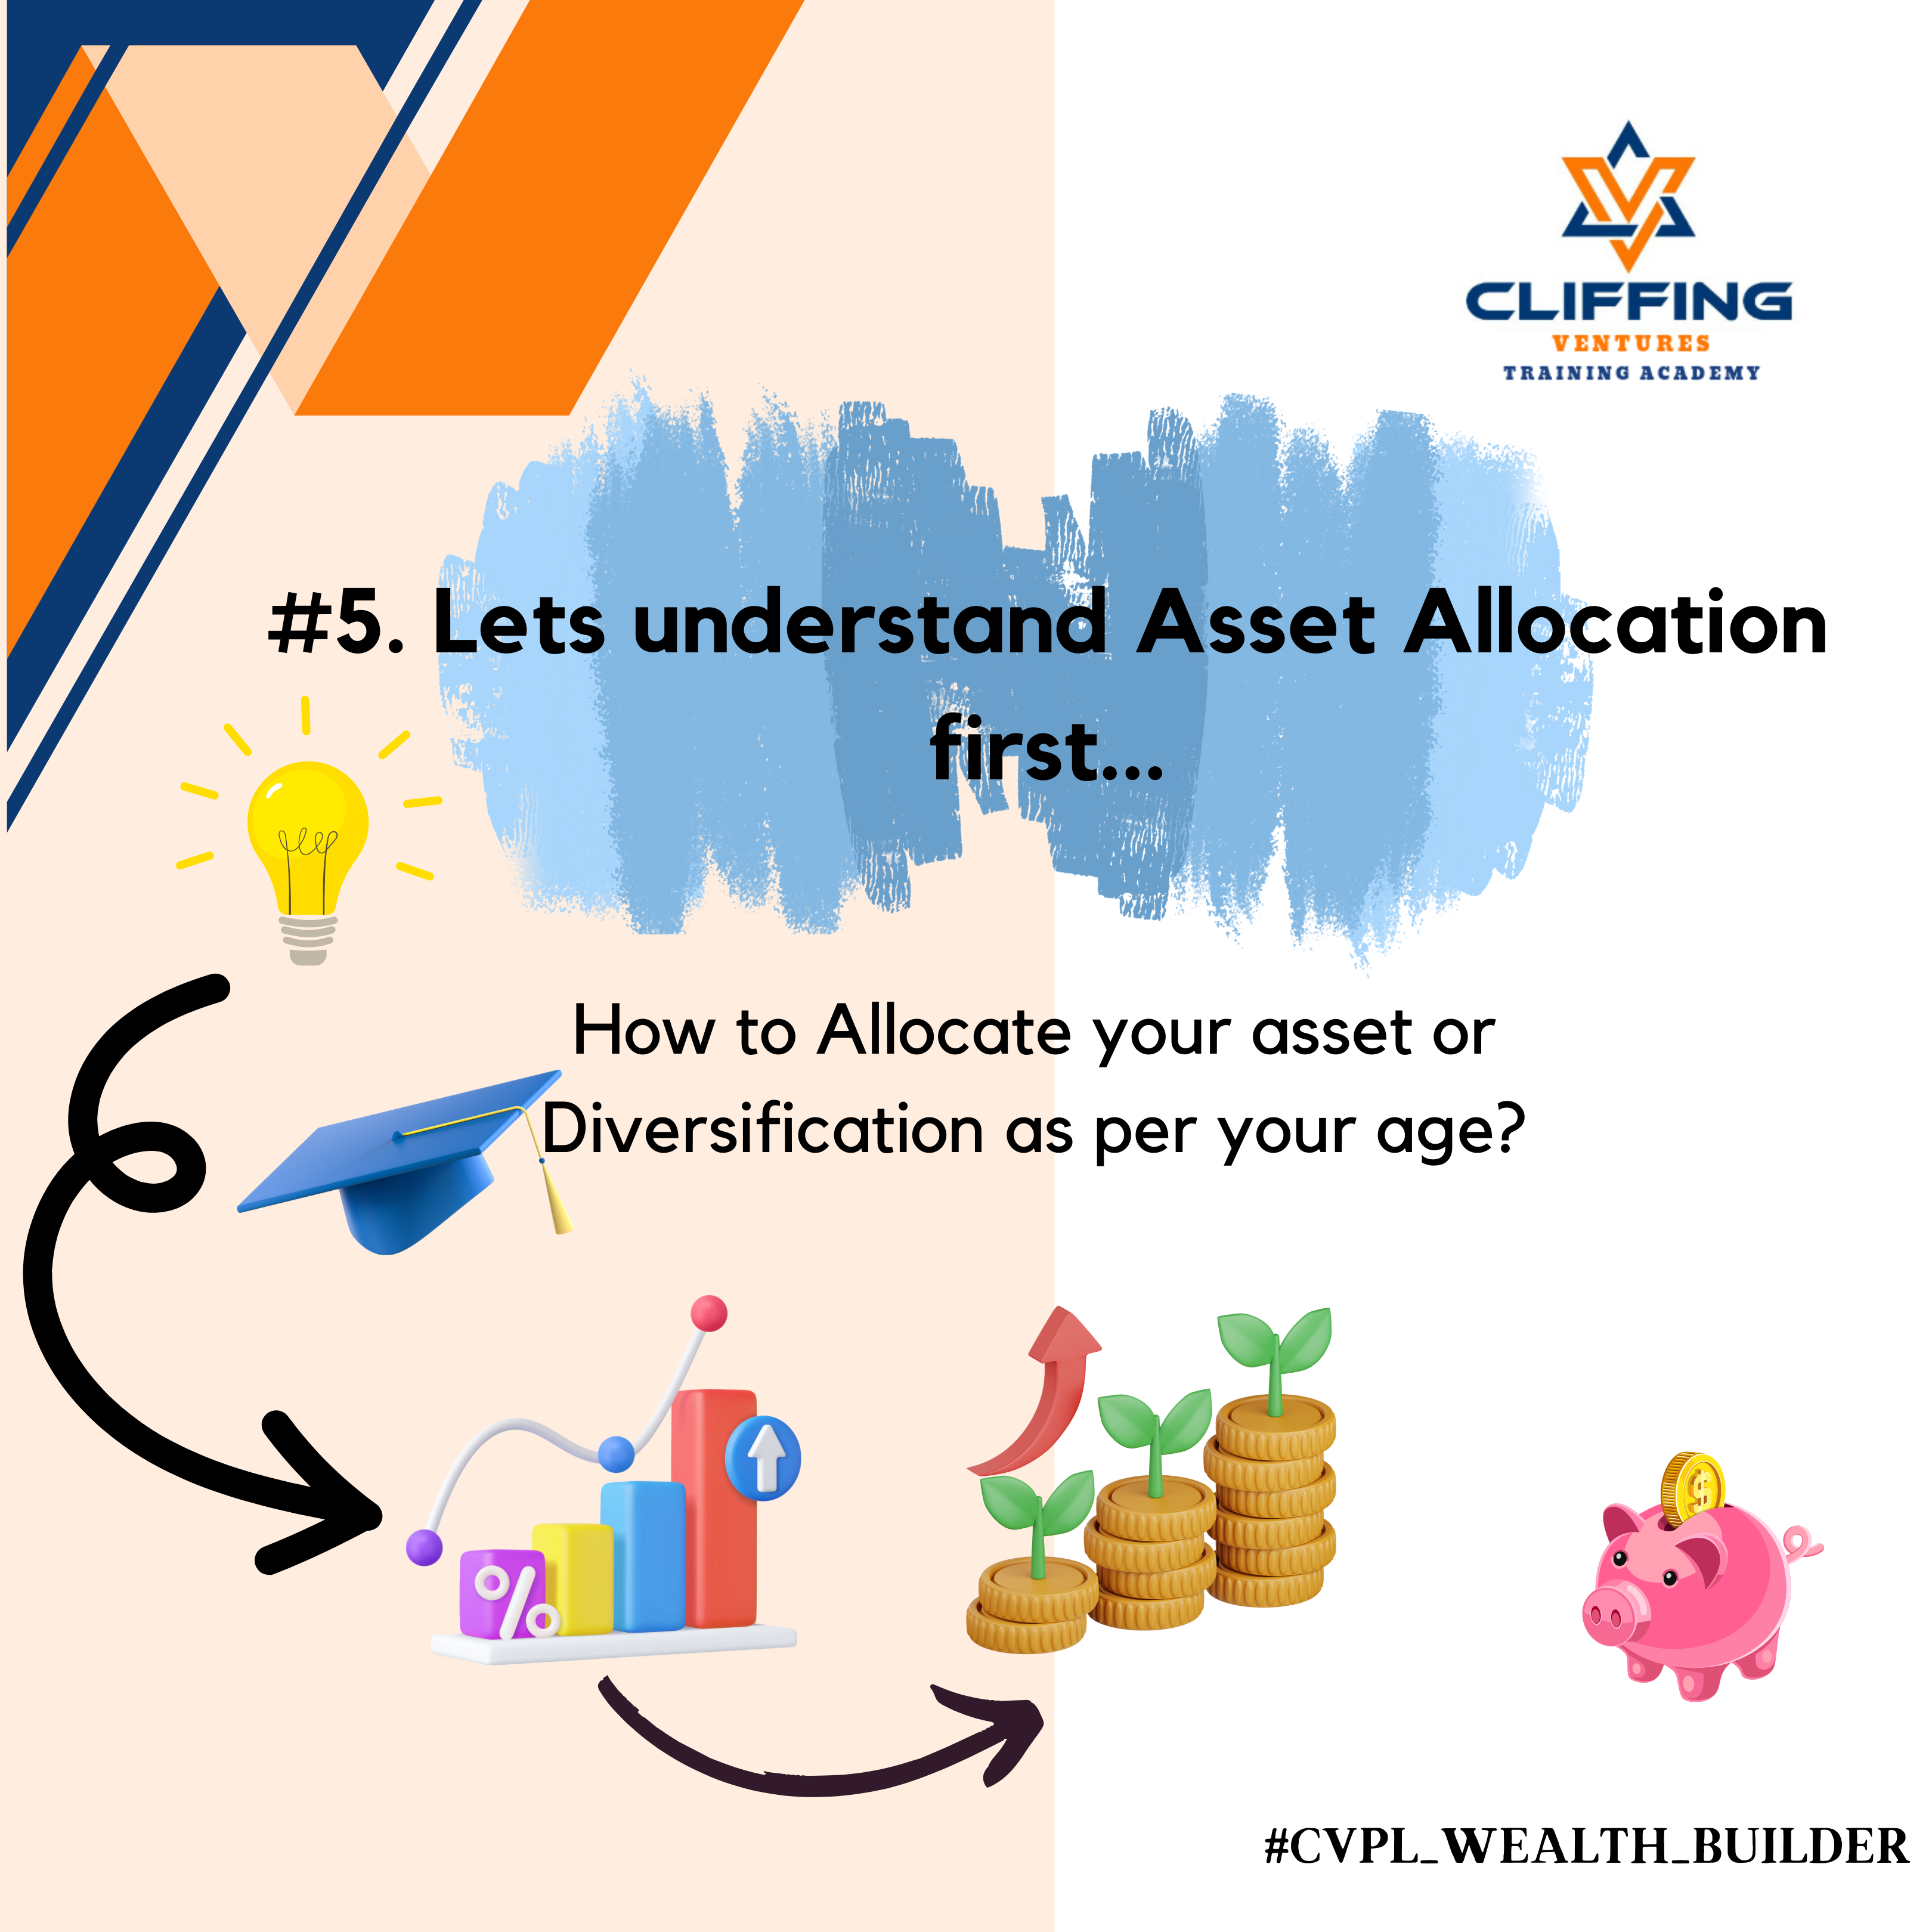 CLIFFING
VENTURES
TRAINING ACADEMY
#5. Lets understand Asset Allocation
first...
How to Allocate your asset or
Diversification as per your age?
%
$
#CVPL_WEALTH_BUILDER